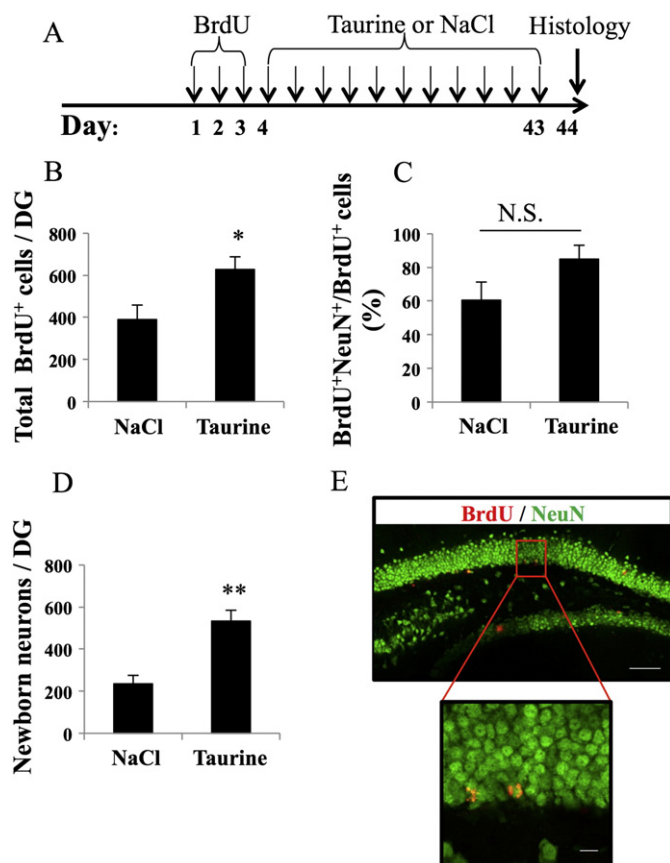 A
BrdU
Taurine or NaCl
Histology
Day:
1 2 3 4 43 44
B
Total BrdU⁺ cells / DG
800
600
400
200
0
NaCl Taurine
*
C
BrdU⁺NeuN⁺/BrdU⁺ cells
(%)
100
80
60
40
20
0
N.S.
NaCl Taurine
D
Newborn neurons / DG
800
600
400
200
0
**
NaCl Taurine
E
BrdU / NeuN